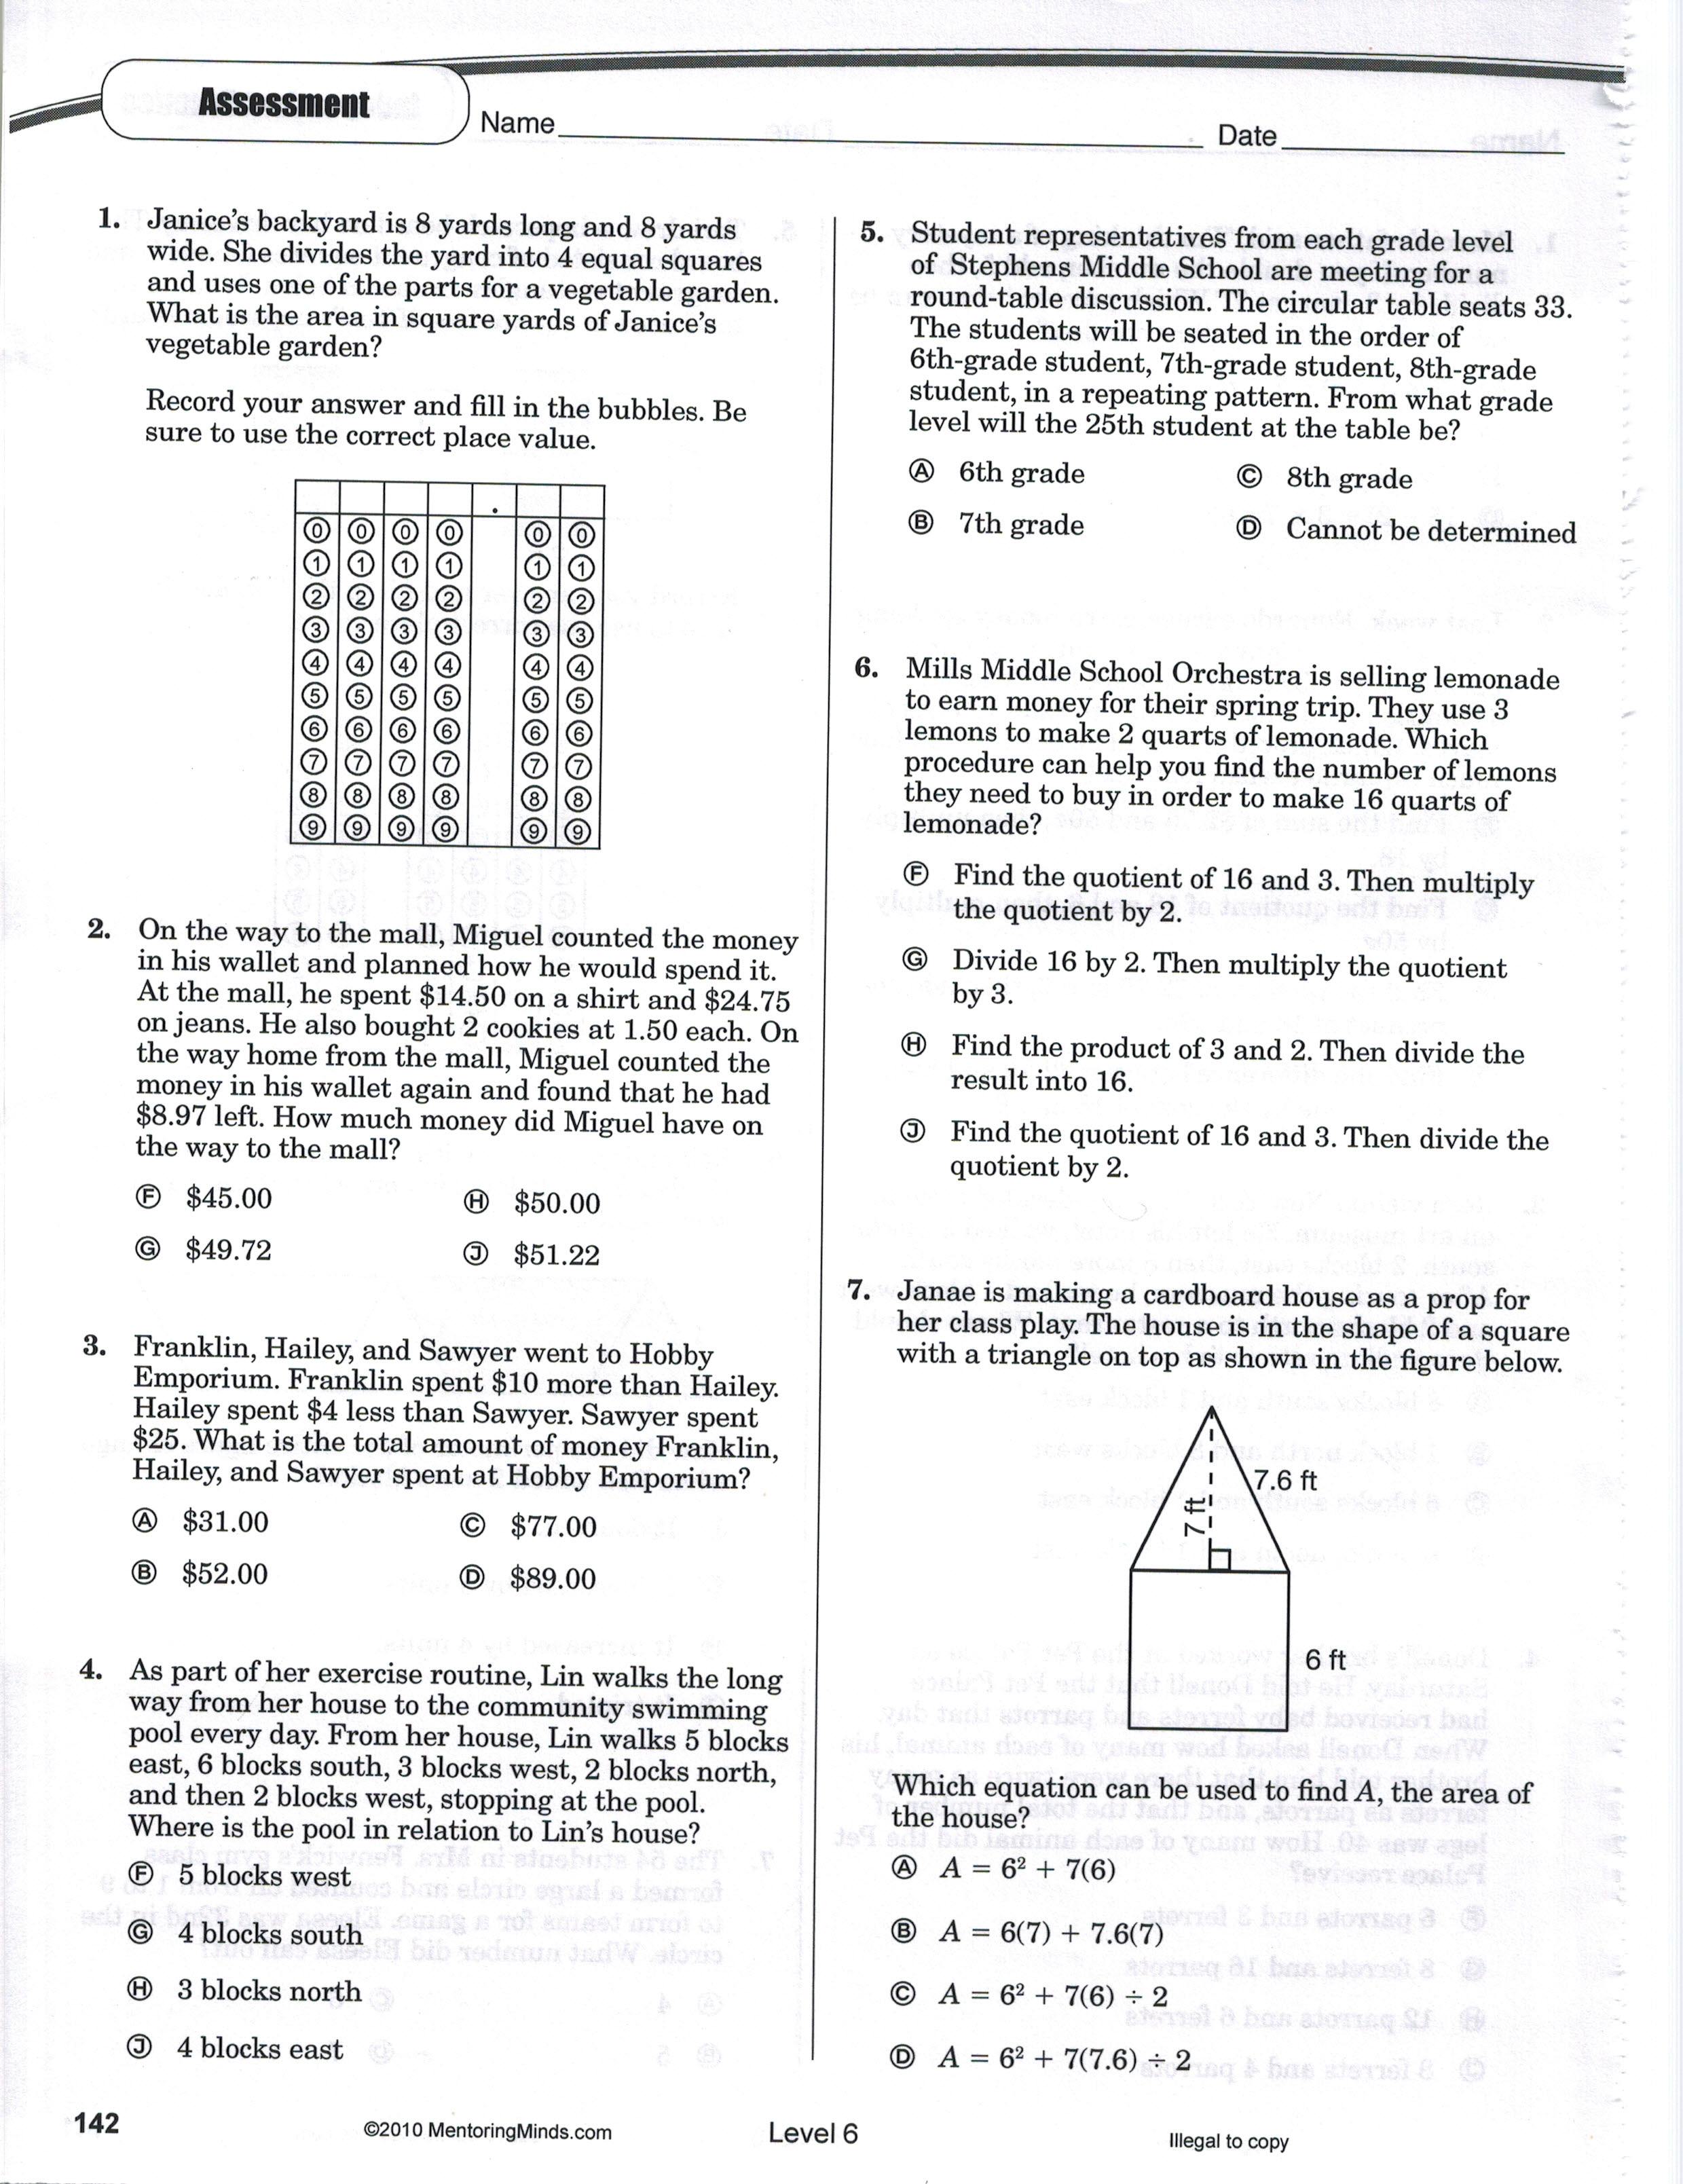 Assessment
Name
Date
1. Janice's backyard is 8 yards long and 8 yards
wide. She divides the yard into 4 equal squares
and uses one of the parts for a vegetable garden.
What is the area in square yards of Janice's
vegetable garden?
Record your answer and fill in the bubbles. Be
sure to use the correct place value.
.
0 0 0 0 0 0
1 1 1 1 1 1
2 2 2 2 2 2
3 3 3 3 3 3
4 4 4 4 4 4
5 5 5 5 5 5
6 6 6 6 6 6
7 7 7 7 7 7
8 8 8 8 8 8
9 9 9 9 9 9
2. On the way to the mall, Miguel counted the money
in his wallet and planned how he would spend it.
At the mall, he spent $14.50 on a shirt and $24.75
on jeans. He also bought 2 cookies at 1.50 each. On
the way home from the mall, Miguel counted the
money in his wallet again and found that he had
$8.97 left. How much money did Miguel have on
the way to the mall?
Ⓕ $45.00 Ⓗ $50.00
Ⓖ $49.72 Ⓙ $51.22
3. Franklin, Hailey, and Sawyer went to Hobby
Emporium. Franklin spent $10 more than Hailey.
Hailey spent $4 less than Sawyer. Sawyer spent
$25. What is the total amount of money Franklin,
Hailey, and Sawyer spent at Hobby Emporium?
Ⓐ $31.00 Ⓒ $77.00
Ⓑ $52.00 Ⓓ $89.00
4. As part of her exercise routine, Lin walks the long
way from her house to the community swimming
pool every day. From her house, Lin walks 5 blocks
east, 6 blocks south, 3 blocks west, 2 blocks north,
and then 2 blocks west, stopping at the pool.
Where is the pool in relation to Lin's house?
Ⓕ 5 blocks west
Ⓖ 4 blocks south
Ⓗ 3 blocks north
Ⓙ 4 blocks east
5. Student representatives from each grade level
of Stephens Middle School are meeting for a
round-table discussion. The circular table seats 33.
The students will be seated in the order of
6th-grade student, 7th-grade student, 8th-grade
student, in a repeating pattern. From what grade
level will the 25th student at the table be?
Ⓐ 6th grade Ⓒ 8th grade
Ⓑ 7th grade Ⓓ Cannot be determined
6. Mills Middle School Orchestra is selling lemonade
to earn money for their spring trip. They use 3
lemons to make 2 quarts of lemonade. Which
procedure can help you find the number of lemons
they need to buy in order to make 16 quarts of
lemonade?
Ⓕ Find the quotient of 16 and 3. Then multiply
the quotient by 2.
Ⓖ Divide 16 by 2. Then multiply the quotient
by 3.
Ⓗ Find the product of 3 and 2. Then divide the
result into 16.
Ⓙ Find the quotient of 16 and 3. Then divide the
quotient by 2.
7. Janae is making a cardboard house as a prop for
her class play. The house is in the shape of a square
with a triangle on top as shown in the figure below.
7.6 ft
7 ft
6 ft
Which equation can be used to find A, the area of
the house?
Ⓐ A = 6² + 7(6)
Ⓑ A = 6(7) + 7.6(7)
Ⓒ A = 6² + 7(6) ÷ 2
Ⓓ A = 6² + 7(7.6) ÷ 2
142
©2010 MentoringMinds.com
Level 6
Illegal to copy